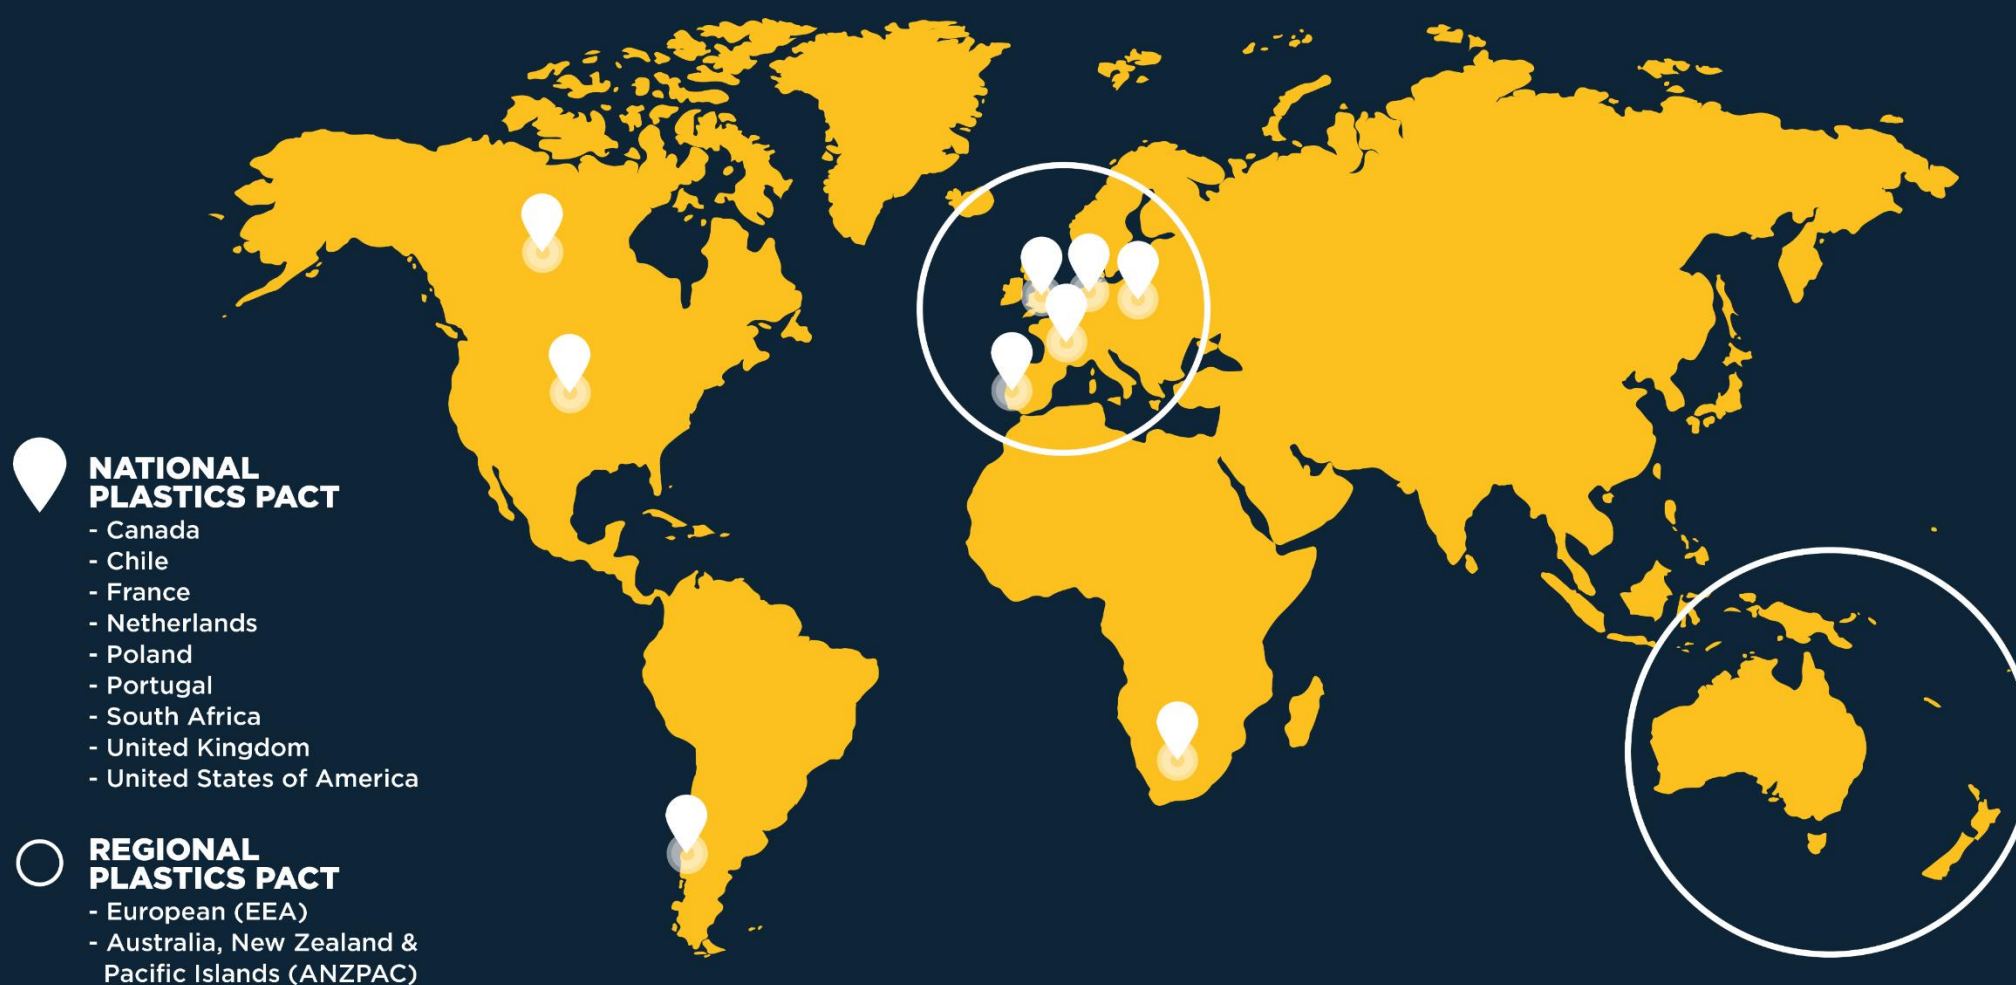 NATIONAL
PLASTICS PACT
- Canada
- Chile
- France
- Netherlands
- Poland
- Portugal
- South Africa
- United Kingdom
- United States of America
REGIONAL
PLASTICS PACT
- European (EEA)
- Australia, New Zealand &
Pacific Islands (ANZPAC)